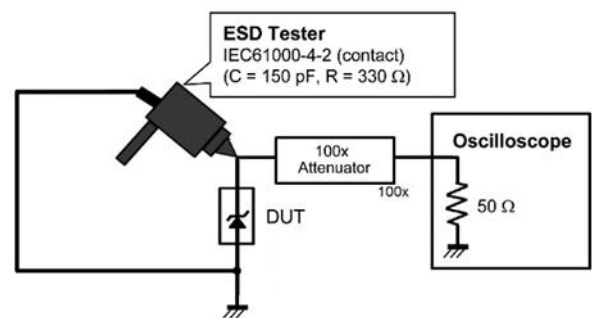 ESD Tester
IEC61000-4-2 (contact)
(C = 150 pF, R = 330 Ω)
100x
Attenuator
100x
Oscilloscope
50 Ω
DUT